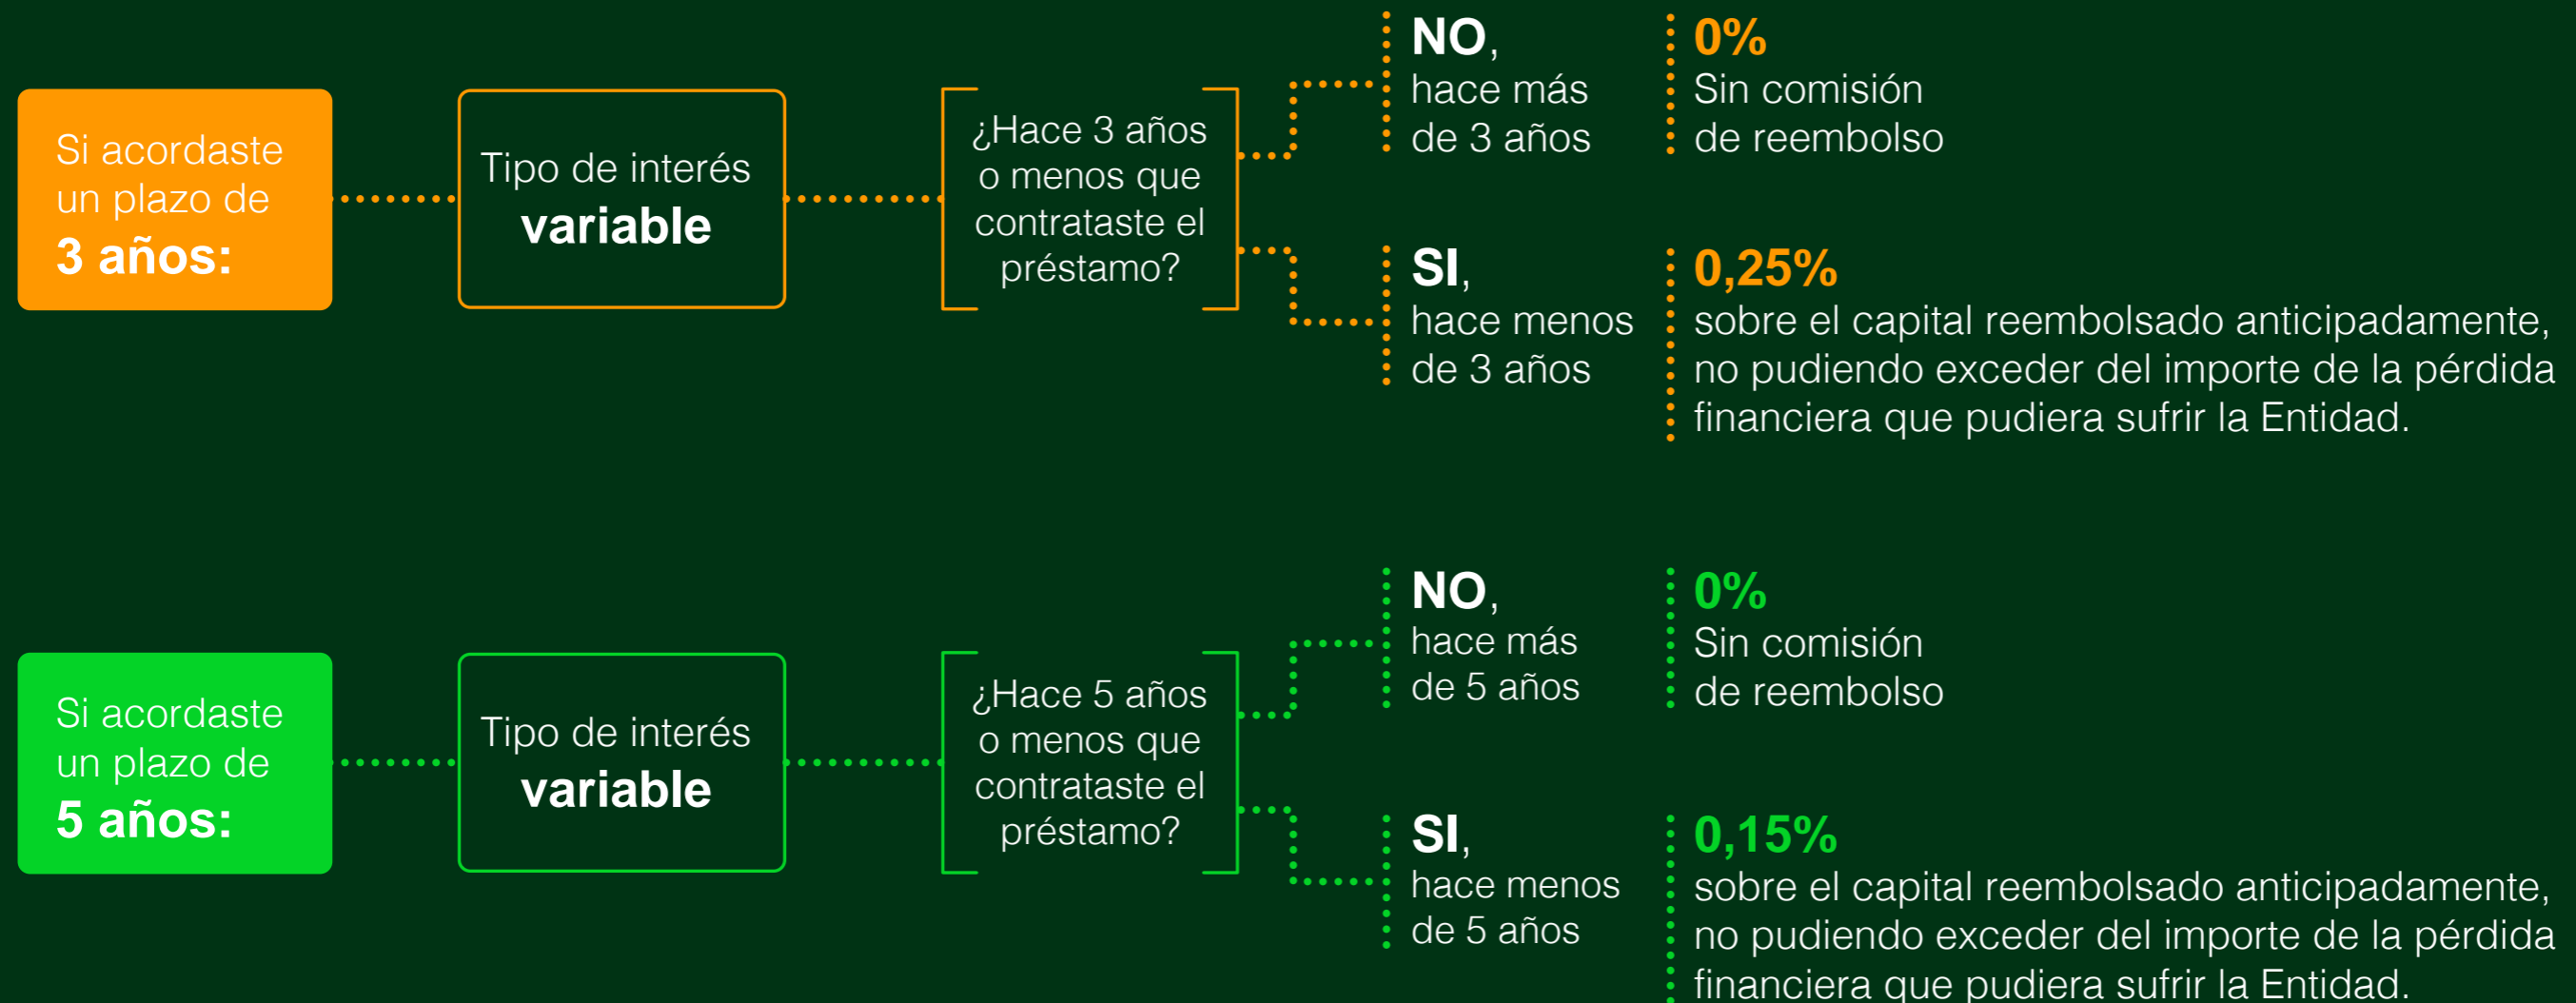 Si acordaste
un plazo de
3 años:
Tipo de interés
variable
¿Hace 3 años
o menos que
contrataste el
préstamo?
NO,
hace más
de 3 años
0%
Sin comisión
de reembolso
SI,
hace menos
de 3 años
0,25%
sobre el capital reembolsado anticipadamente,
no pudiendo exceder del importe de la pérdida
financiera que pudiera sufrir la Entidad.
Si acordaste
un plazo de
5 años:
Tipo de interés
variable
¿Hace 5 años
o menos que
contrataste el
préstamo?
NO,
hace más
de 5 años
0%
Sin comisión
de reembolso
SI,
hace menos
de 5 años
0,15%
sobre el capital reembolsado anticipadamente,
no pudiendo exceder del importe de la pérdida
financiera que pudiera sufrir la Entidad.